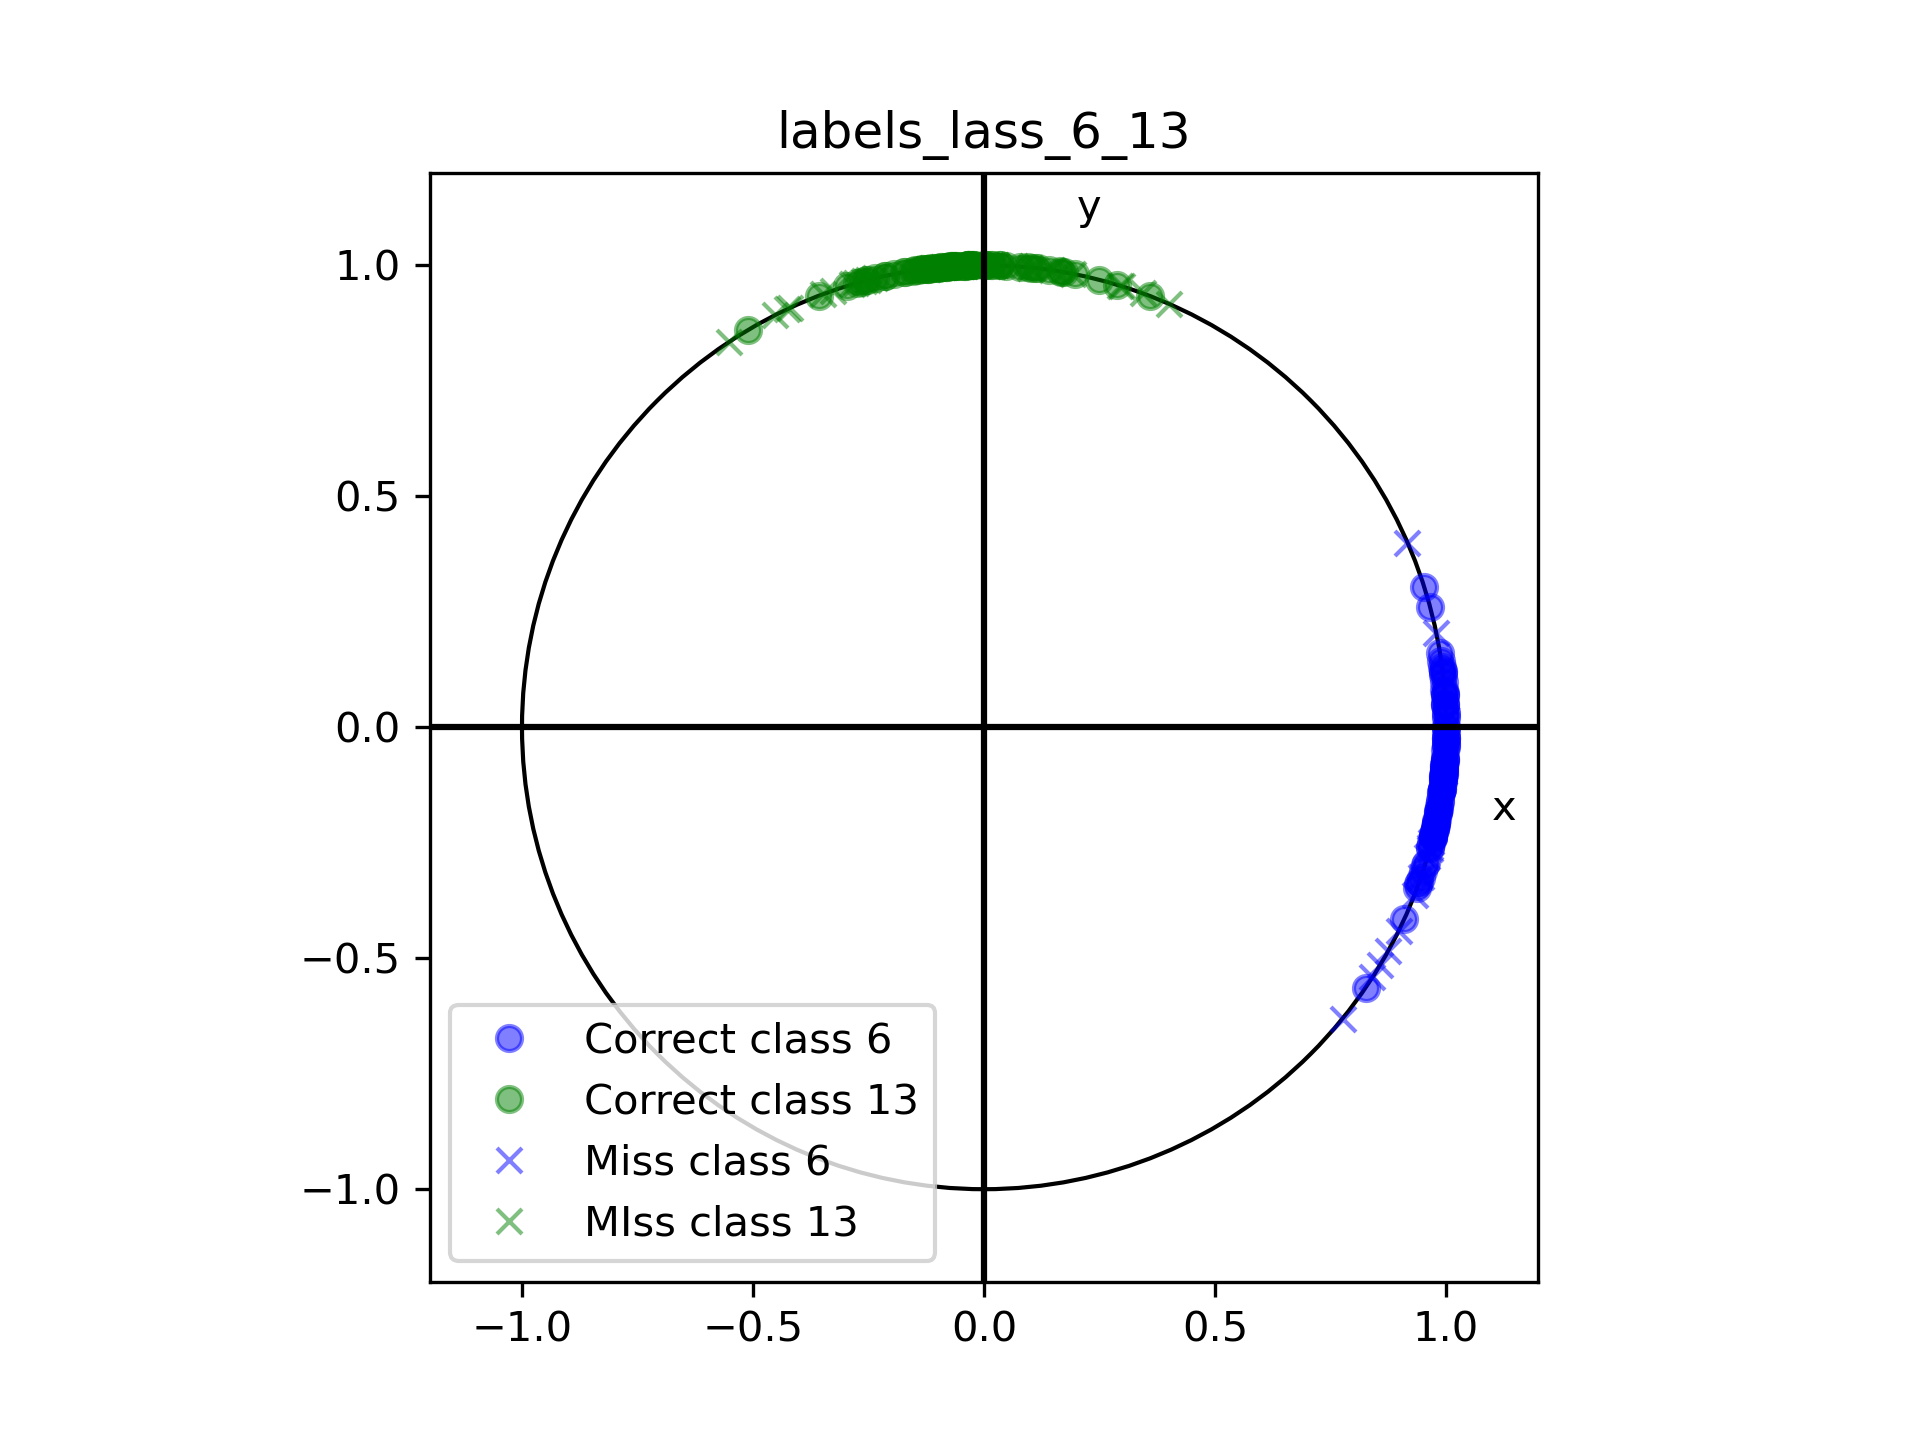 labels_lass_6_13
y
1.0
0.5
0.0
−0.5
−1.0
x
Correct class 6
Correct class 13
Miss class 6
MIss class 13
−1.0 −0.5 0.0 0.5 1.0